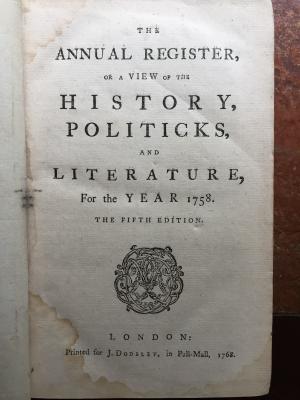 THE
ANNUAL REGISTER,
OR A VIEW OF THE
HISTORY,
POLITICKS,
AND
LITERATURE,
For the YEAR 1758.
THE FIFTH EDITION.
LONDON:
Printed for J. DODSLEY, in Pall-Mall, 1768.